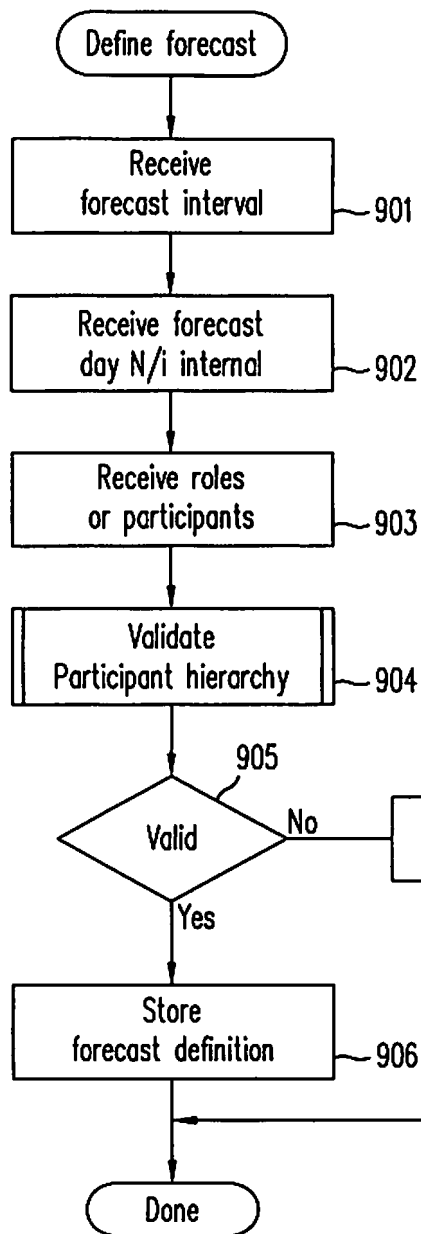 Define forecast
Receive
forecast interval
901
Receive forecast
day N/i internal
902
Receive roles
or participants
903
Validate
Participant hierarchy
904
905
Valid
No
Yes
Store
forecast definition
906
Done